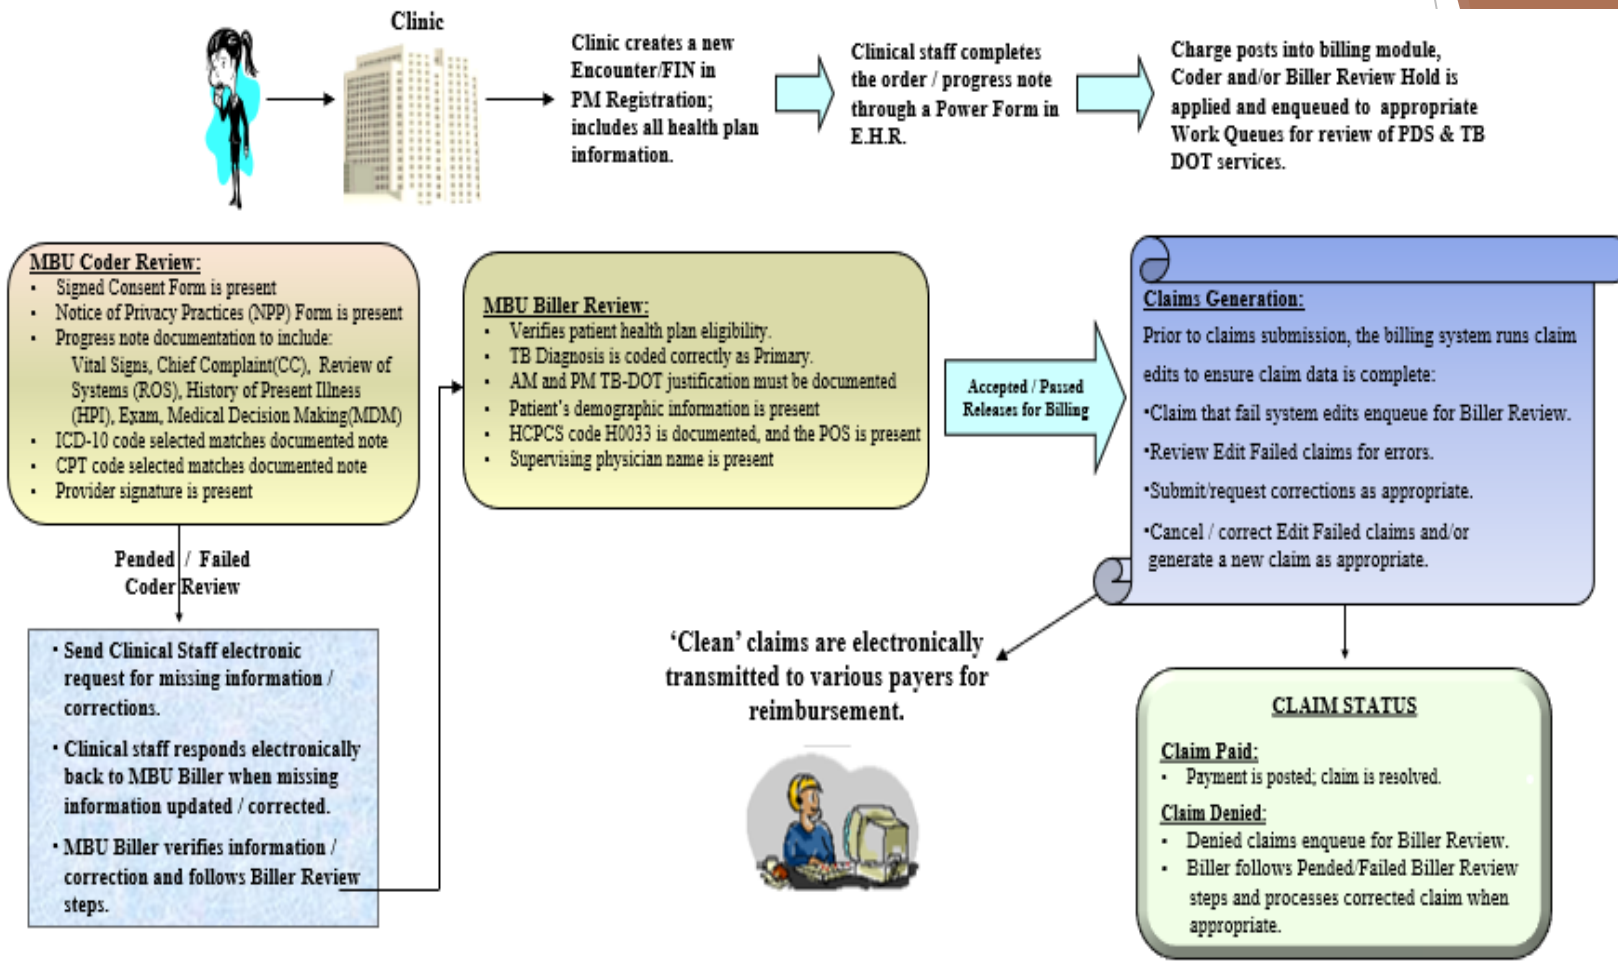 Clinic
Clinic creates a new
Encounter/FIN in
PM Registration;
includes all health plan
information.
Clinical staff completes
the order / progress note
through a Power Form in
E.H.R.
Charge posts into billing module,
Coder and/or Biller Review Hold is
applied and enqueued to appropriate
Work Queues for review of PDS & TB
DOT services.
MBU Coder Review:
▪ Signed Consent Form is present
▪ Notice of Privacy Practices (NPP) Form is present
▪ Progress note documentation to include:
Vital Signs, Chief Complaint(CC), Review of
Systems (ROS), History of Present Illness
(HPI), Exam, Medical Decision Making(MDM)
▪ ICD-10 code selected matches documented note
▪ CPT code selected matches documented note
▪ Provider signature is present
Pended / Failed
Coder Review
• Send Clinical Staff electronic
request for missing information /
corrections.
• Clinical staff responds electronically
back to MBU Biller when missing
information updated / corrected.
• MBU Biller verifies information /
correction and follows Biller Review
steps.
MBU Biller Review:
▪ Verifies patient health plan eligibility.
▪ TB Diagnosis is coded correctly as Primary.
▪ AM and PM TB-DOT justification must be documented
▪ Patient's demographic information is present
▪ HCPCS code H0033 is documented, and the POS is present
▪ Supervising physician name is present
Accepted / Passed
Releases for Billing
Claims Generation:
Prior to claims submission, the billing system runs claim
edits to ensure claim data is complete:
•Claim that fail system edits enqueue for Biller Review.
•Review Edit Failed claims for errors.
•Submit/request corrections as appropriate.
•Cancel / correct Edit Failed claims and/or
generate a new claim as appropriate.
‘Clean’ claims are electronically
transmitted to various payers for
reimbursement.
CLAIM STATUS
Claim Paid:
▪ Payment is posted; claim is resolved.
Claim Denied:
▪ Denied claims enqueue for Biller Review.
▪ Biller follows Pended/Failed Biller Review
steps and processes corrected claim when
appropriate.